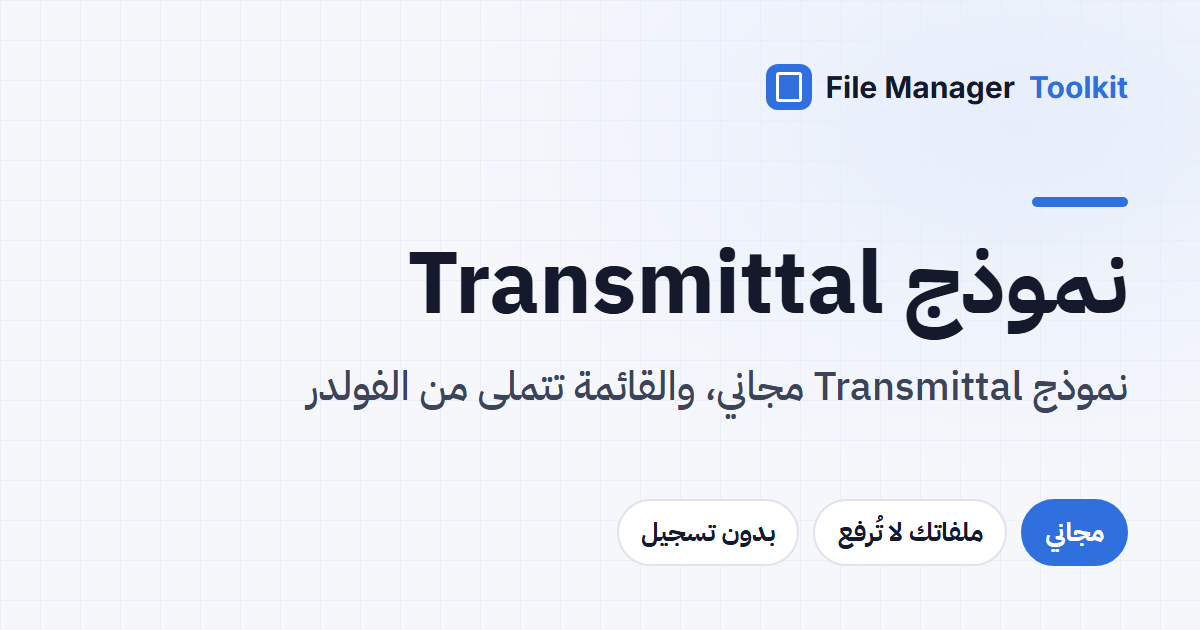 File Manager Toolkit
نموذج Transmittal
نموذج Transmittal مجاني، والقائمة تتملى من الفولدر
مجاني
ملفاتك لا تُرفع
بدون تسجيل